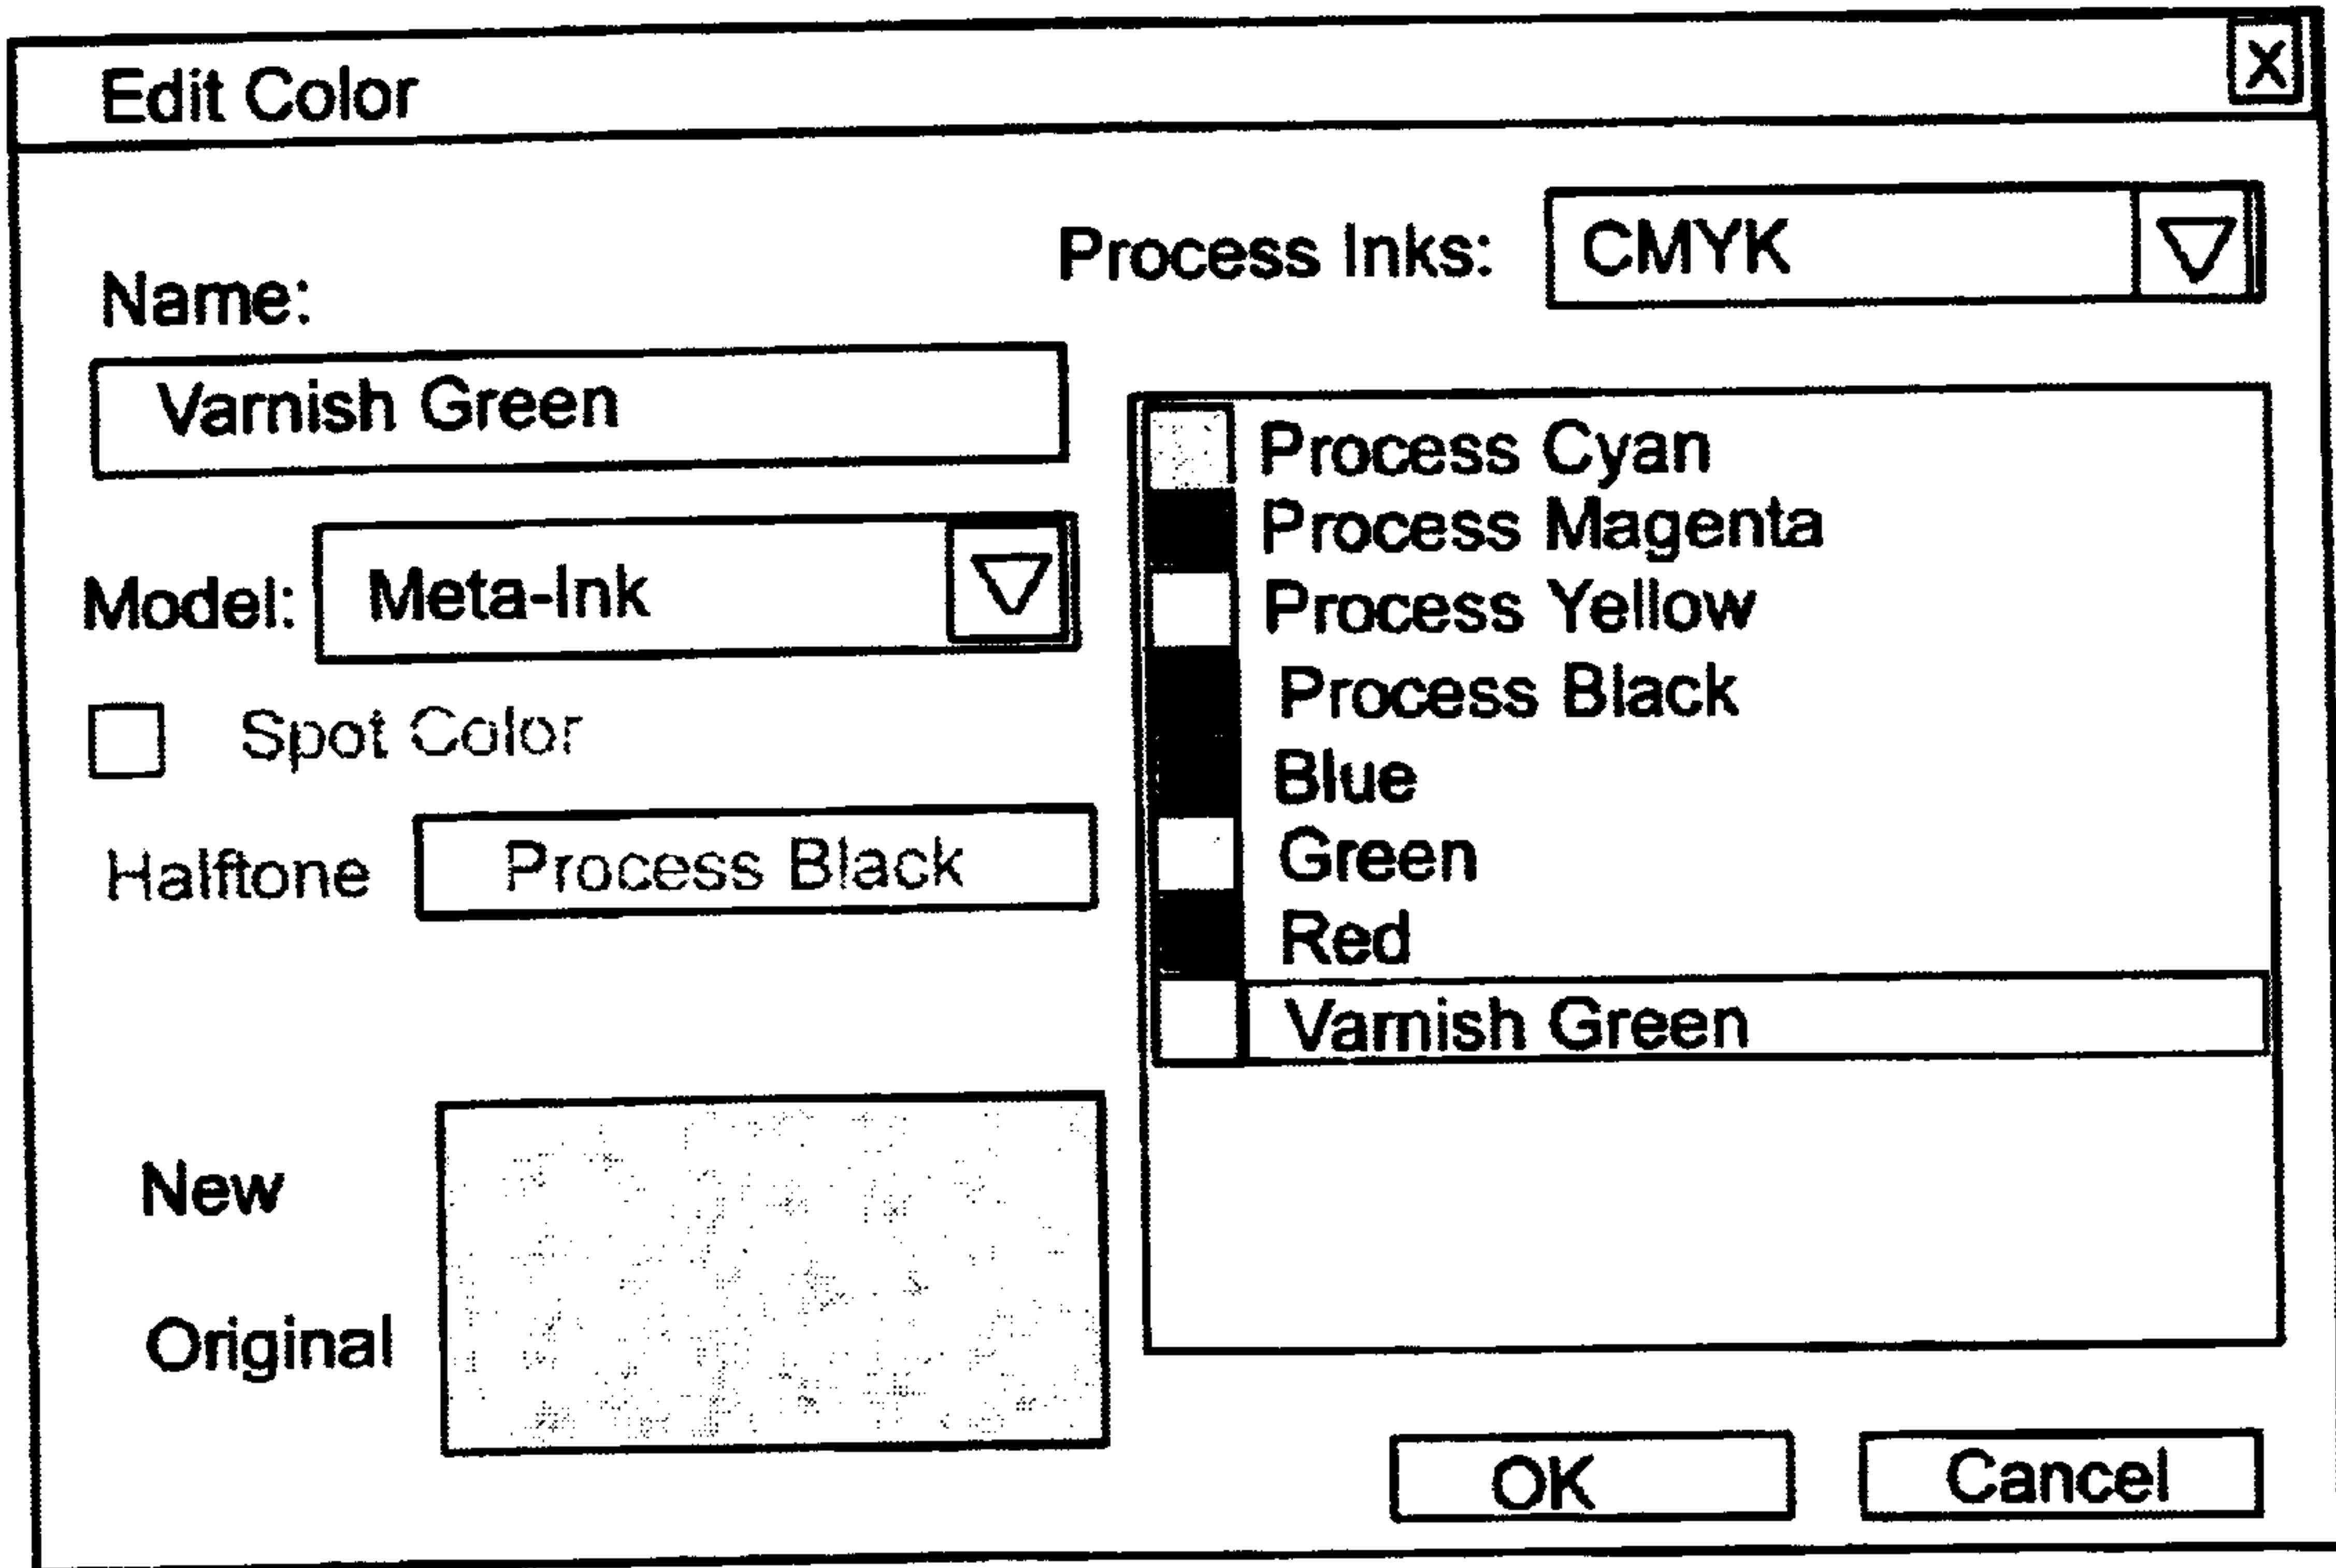 Edit Color
X
Process Inks: CMYK
Name:
Varnish Green
Model: Meta-Ink
Spot Color
Halftone Process Black
New
Original
Process Cyan
Process Magenta
Process Yellow
Process Black
Blue
Green
Red
Varnish Green
OK Cancel